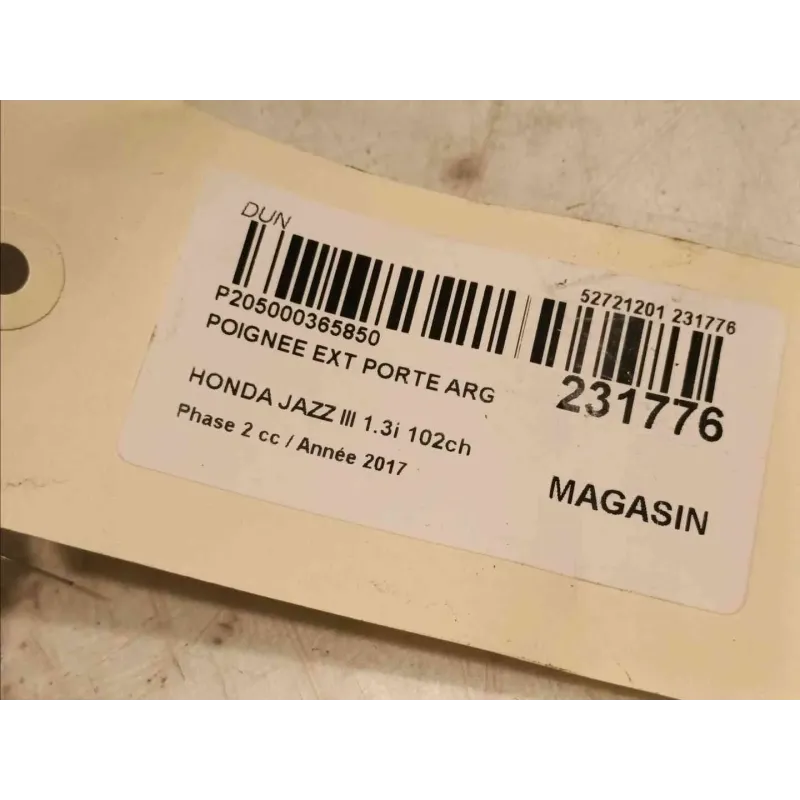 DUN
P205000365850
52721201 231776
POIGNEE EXT PORTE ARG
231776
HONDA JAZZ III 1.3i 102ch
Phase 2 cc / Année 2017
MAGASIN